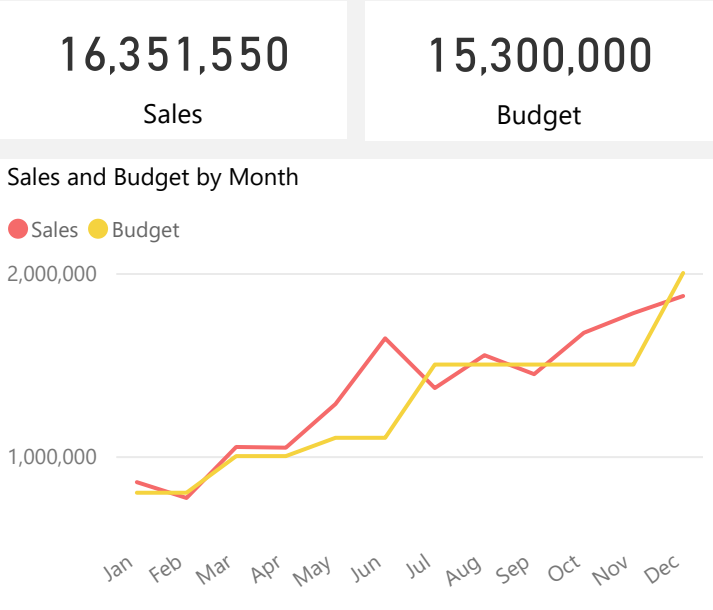 16,351,550
Sales
15,300,000
Budget
Sales and Budget by Month
Sales Budget
2,000,000
1,000,000
Jan Feb Mar Apr May Jun Jul Aug Sep Oct Nov Dec